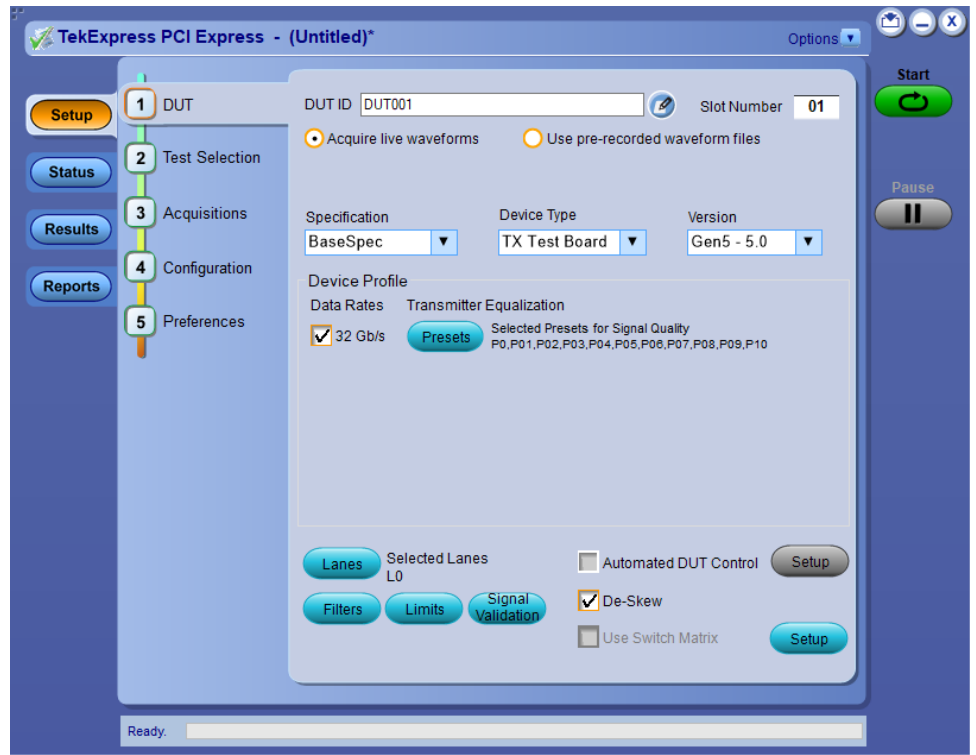 TekExpress PCI Express - (Untitled)*
Options
X
Start
Pause
Setup
Status
Results
Reports
1 DUT
2 Test Selection
3 Acquisitions
4 Configuration
5 Preferences
DUT ID DUT001 Slot Number 01
Acquire live waveforms Use pre-recorded waveform files
Specification Device Type Version
BaseSpec TX Test Board Gen5 - 5.0
Device Profile
Data Rates Transmitter Equalization
32 Gb/s Presets Selected Presets for Signal Quality
P0,P01,P02,P03,P04,P05,P06,P07,P08,P09,P10
Lanes Selected Lanes
L0
Automated DUT Control Setup
Filters Limits Signal Validation
De-Skew
Use Switch Matrix Setup
Ready.